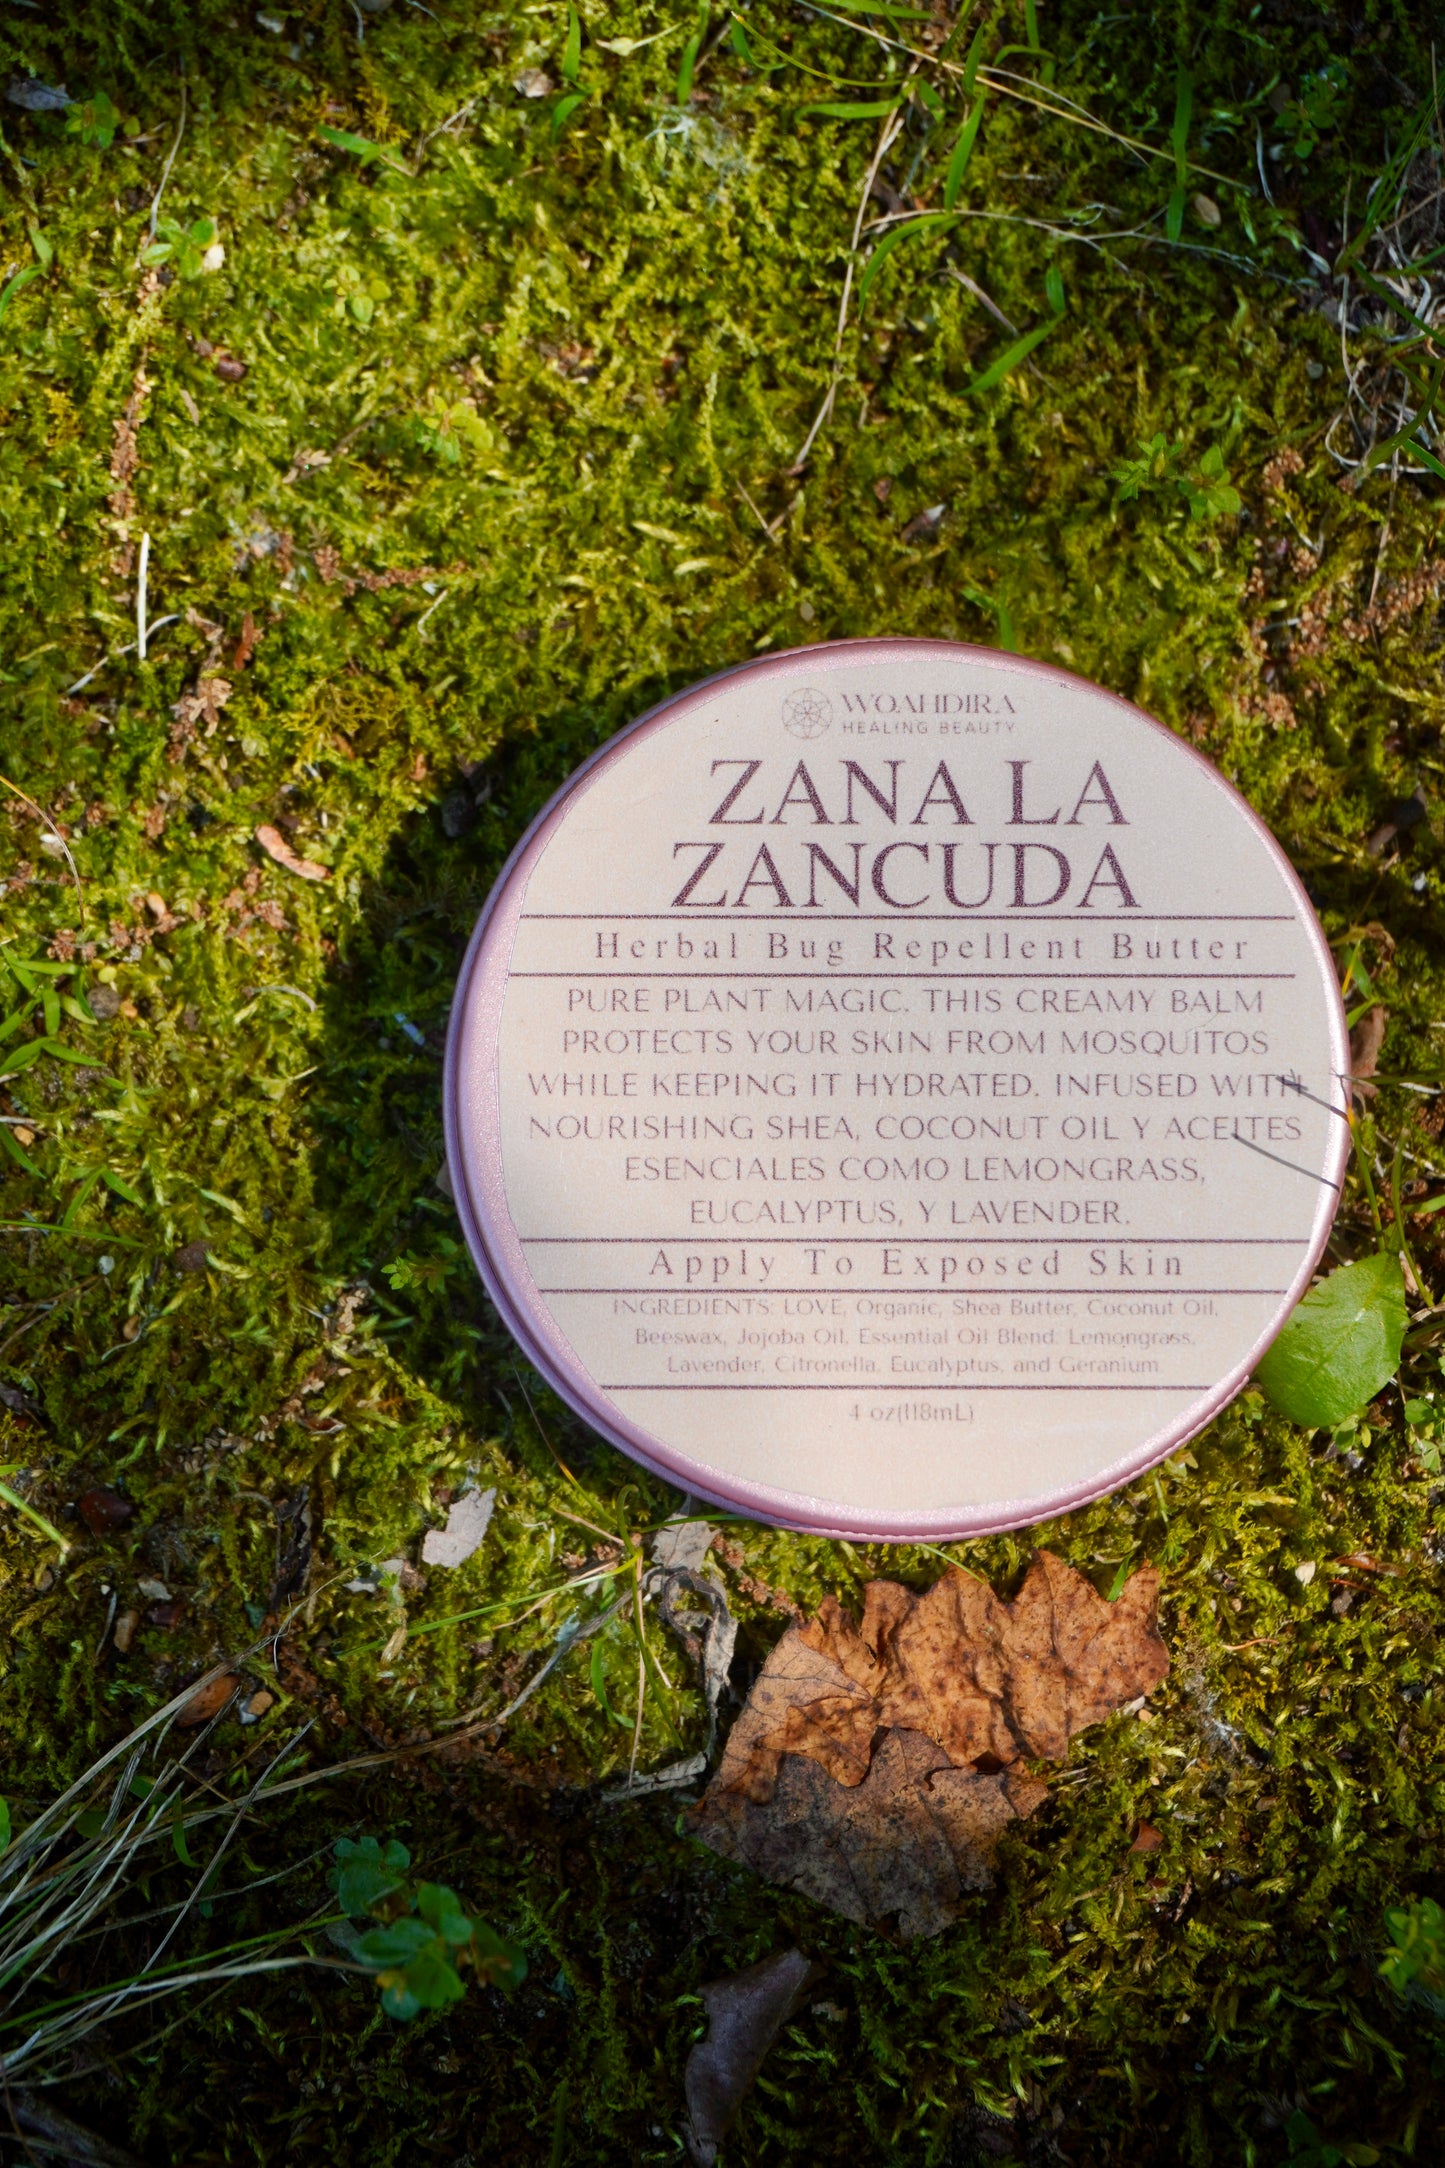 WOAHDIRA
HEALING BEAUTY
ZANA LA
ZANCUDA
Herbal Bug Repellent Butter
PURE PLANT MAGIC. THIS CREAMY BALM
PROTECTS YOUR SKIN FROM MOSQUITOS
WHILE KEEPING IT HYDRATED. INFUSED WITH
NOURISHING SHEA, COCONUT OIL Y ACEITES
ESENCIALES COMO LEMONGRASS,
EUCALYPTUS, Y LAVENDER.
Apply To Exposed Skin
INGREDIENTS: LOVE, Organic, Shea Butter, Coconut Oil,
Beeswax, Jojoba Oil, Essential Oil Blend: Lemongrass,
Lavender, Citronella, Eucalyptus, and Geranium.
4 oz(118mL)